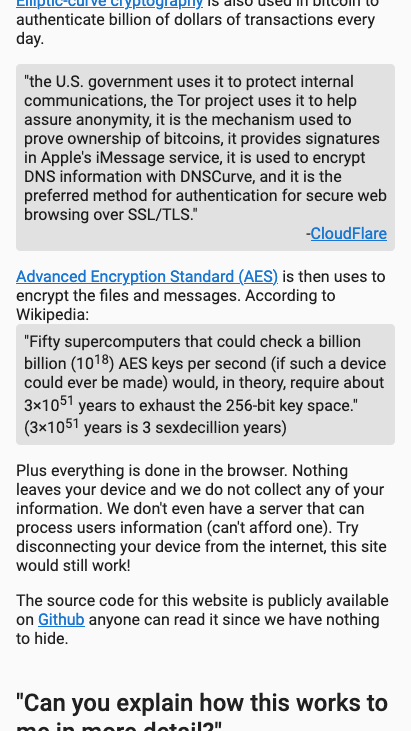 Elliptic-curve cryptography is also used in bitcoin to
authenticate billion of dollars of transactions every
day.
"the U.S. government uses it to protect internal
communications, the Tor project uses it to help
assure anonymity, it is the mechanism used to
prove ownership of bitcoins, it provides signatures
in Apple's iMessage service, it is used to encrypt
DNS information with DNSCurve, and it is the
preferred method for authentication for secure web
browsing over SSL/TLS."
-CloudFlare
Advanced Encryption Standard (AES) is then uses to
encrypt the files and messages. According to
Wikipedia:
"Fifty supercomputers that could check a billion
billion (10¹⁸) AES keys per second (if such a device
could ever be made) would, in theory, require about
3×10⁵¹ years to exhaust the 256-bit key space."
(3×10⁵¹ years is 3 sexdecillion years)
Plus everything is done in the browser. Nothing
leaves your device and we do not collect any of your
information. We don't even have a server that can
process users information (can't afford one). Try
disconnecting your device from the internet, this site
would still work!
The source code for this website is publicly available
on Github anyone can read it since we have nothing
to hide.
"Can you explain how this works to
me in more detail?"